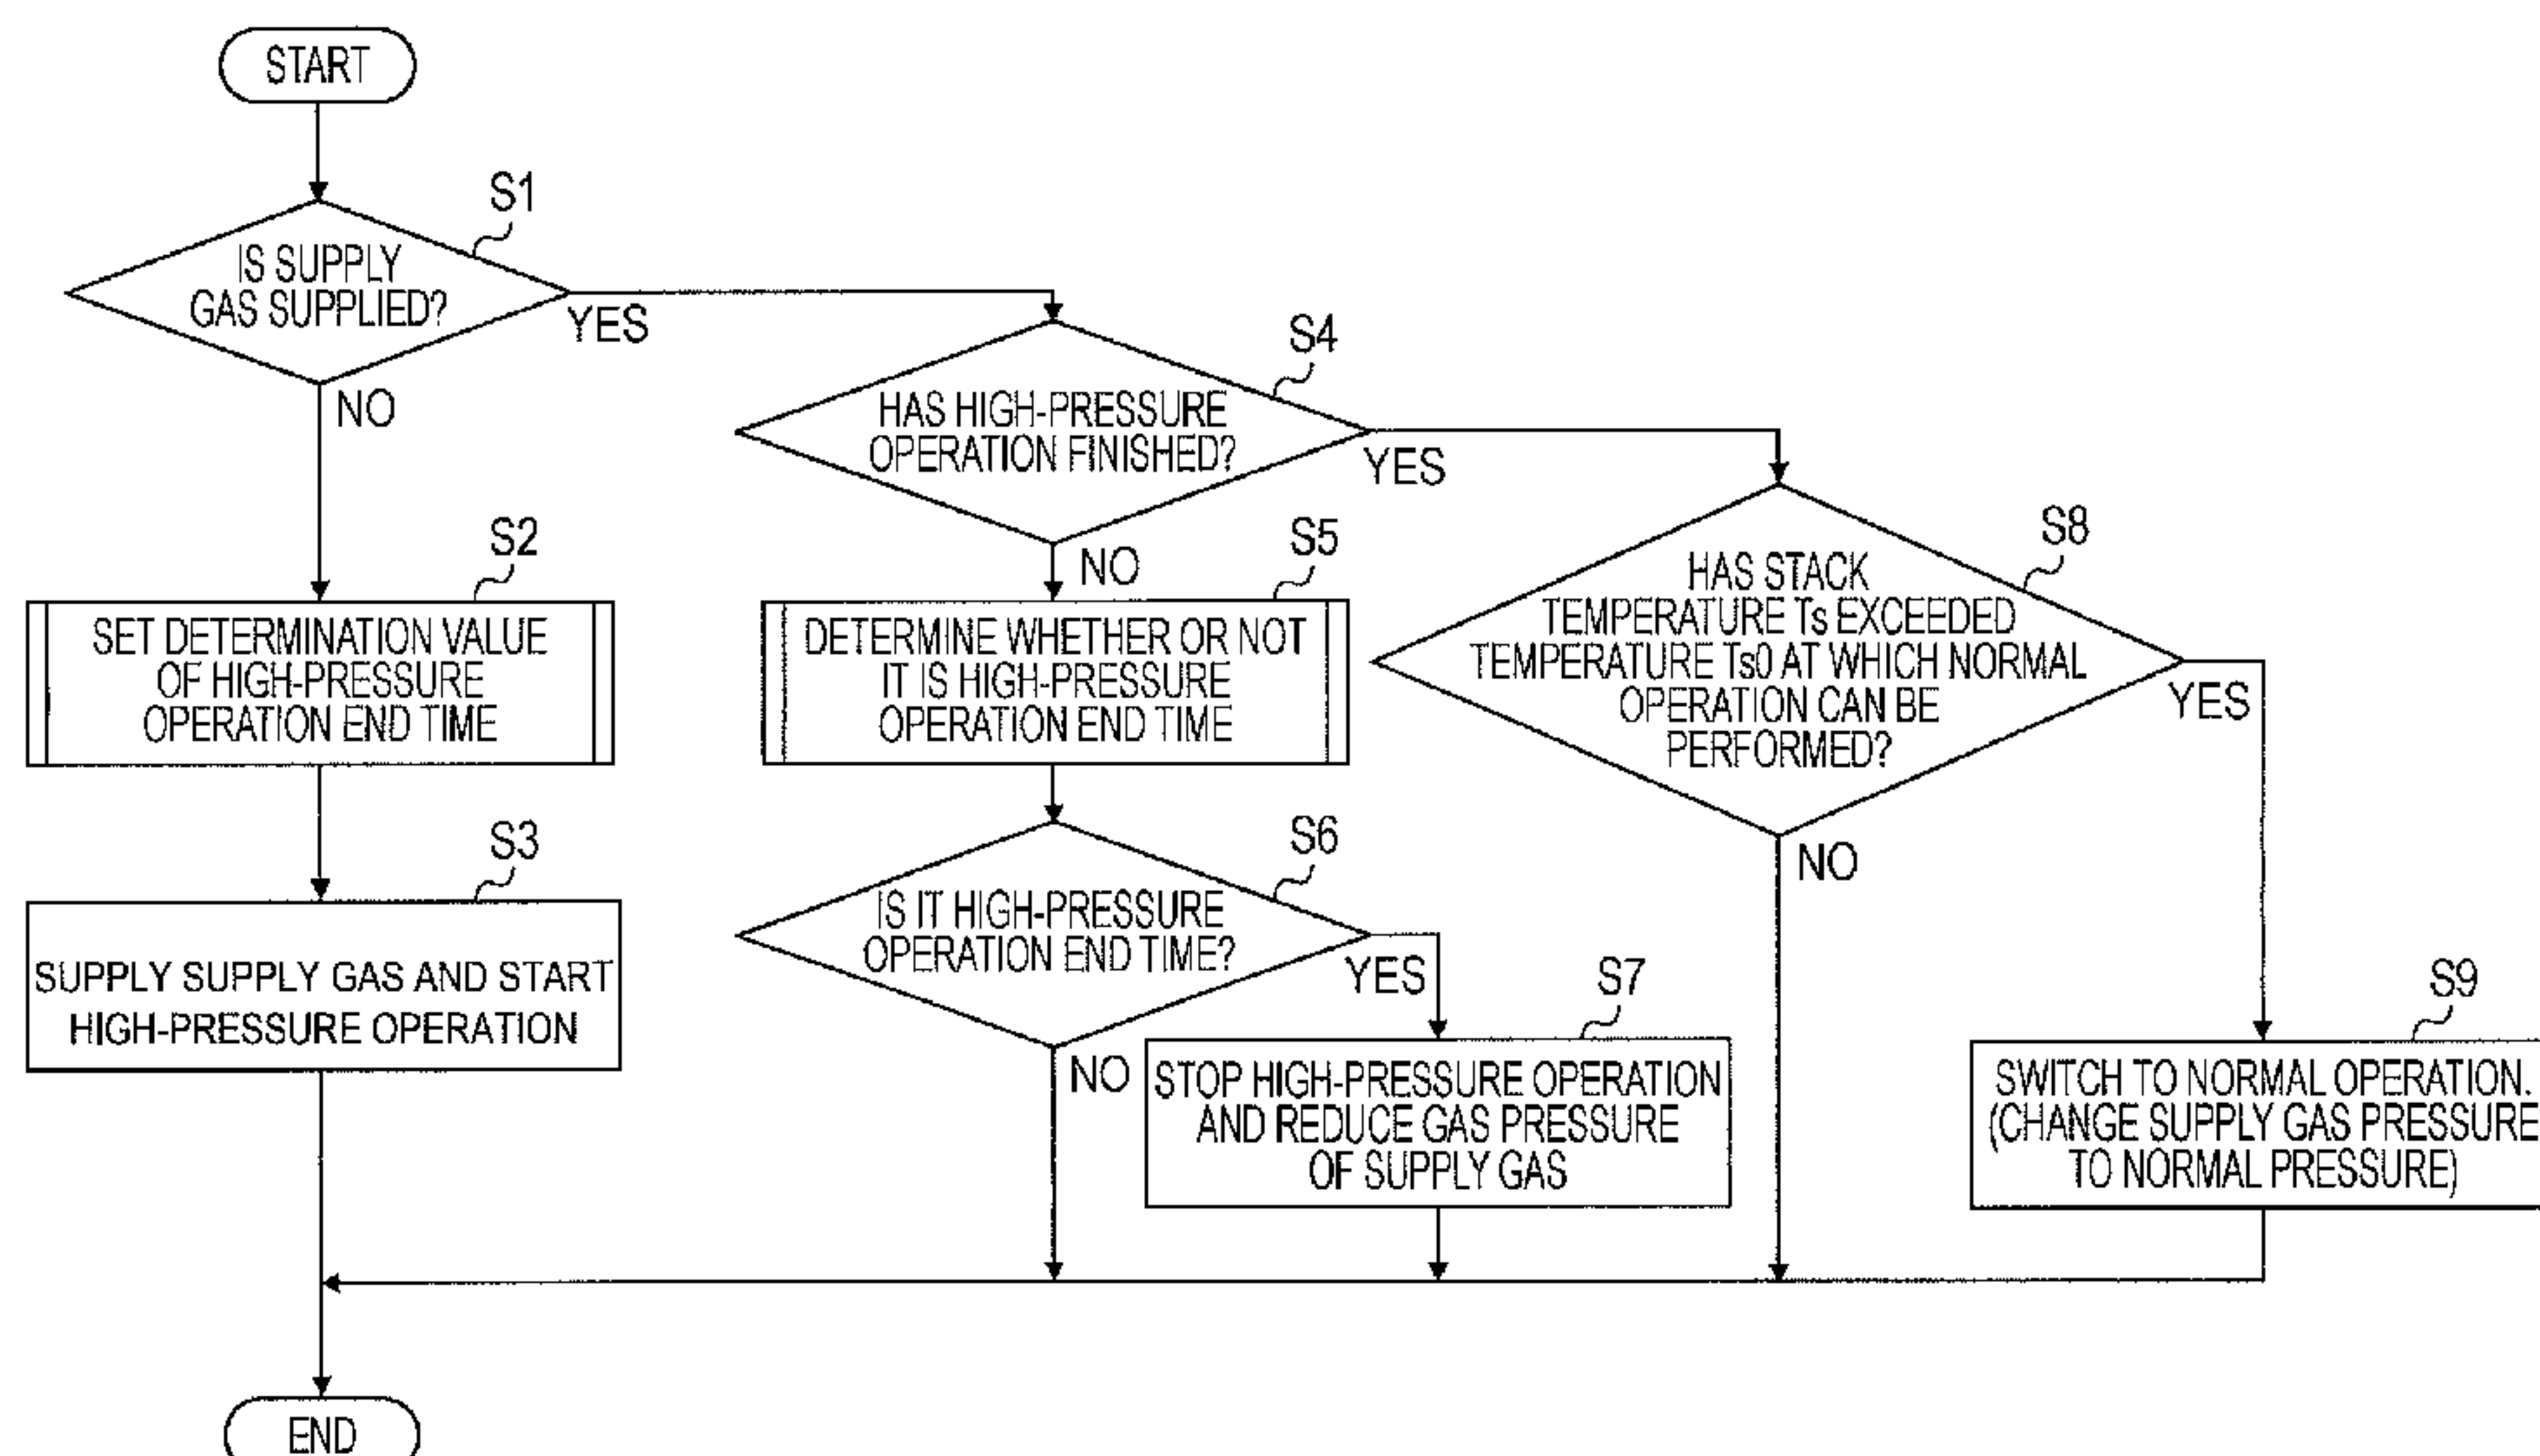 START
S1
IS SUPPLY
GAS SUPPLIED?
YES
NO
S4
HAS HIGH-PRESSURE
OPERATION FINISHED?
YES
NO
S8
HAS STACK
TEMPERATURE Ts EXCEEDED
TEMPERATURE Ts0 AT WHICH NORMAL
OPERATION CAN BE
PERFORMED?
YES
NO
S2
SET DETERMINATION VALUE
OF HIGH-PRESSURE
OPERATION END TIME
S5
DETERMINE WHETHER OR NOT
IT IS HIGH-PRESSURE
OPERATION END TIME
S3
SUPPLY SUPPLY GAS AND START
HIGH-PRESSURE OPERATION
S6
IS IT HIGH-PRESSURE
OPERATION END TIME?
YES
NO
S7
STOP HIGH-PRESSURE OPERATION
AND REDUCE GAS PRESSURE
OF SUPPLY GAS
S9
SWITCH TO NORMAL OPERATION.
(CHANGE SUPPLY GAS PRESSURE
TO NORMAL PRESSURE)
END